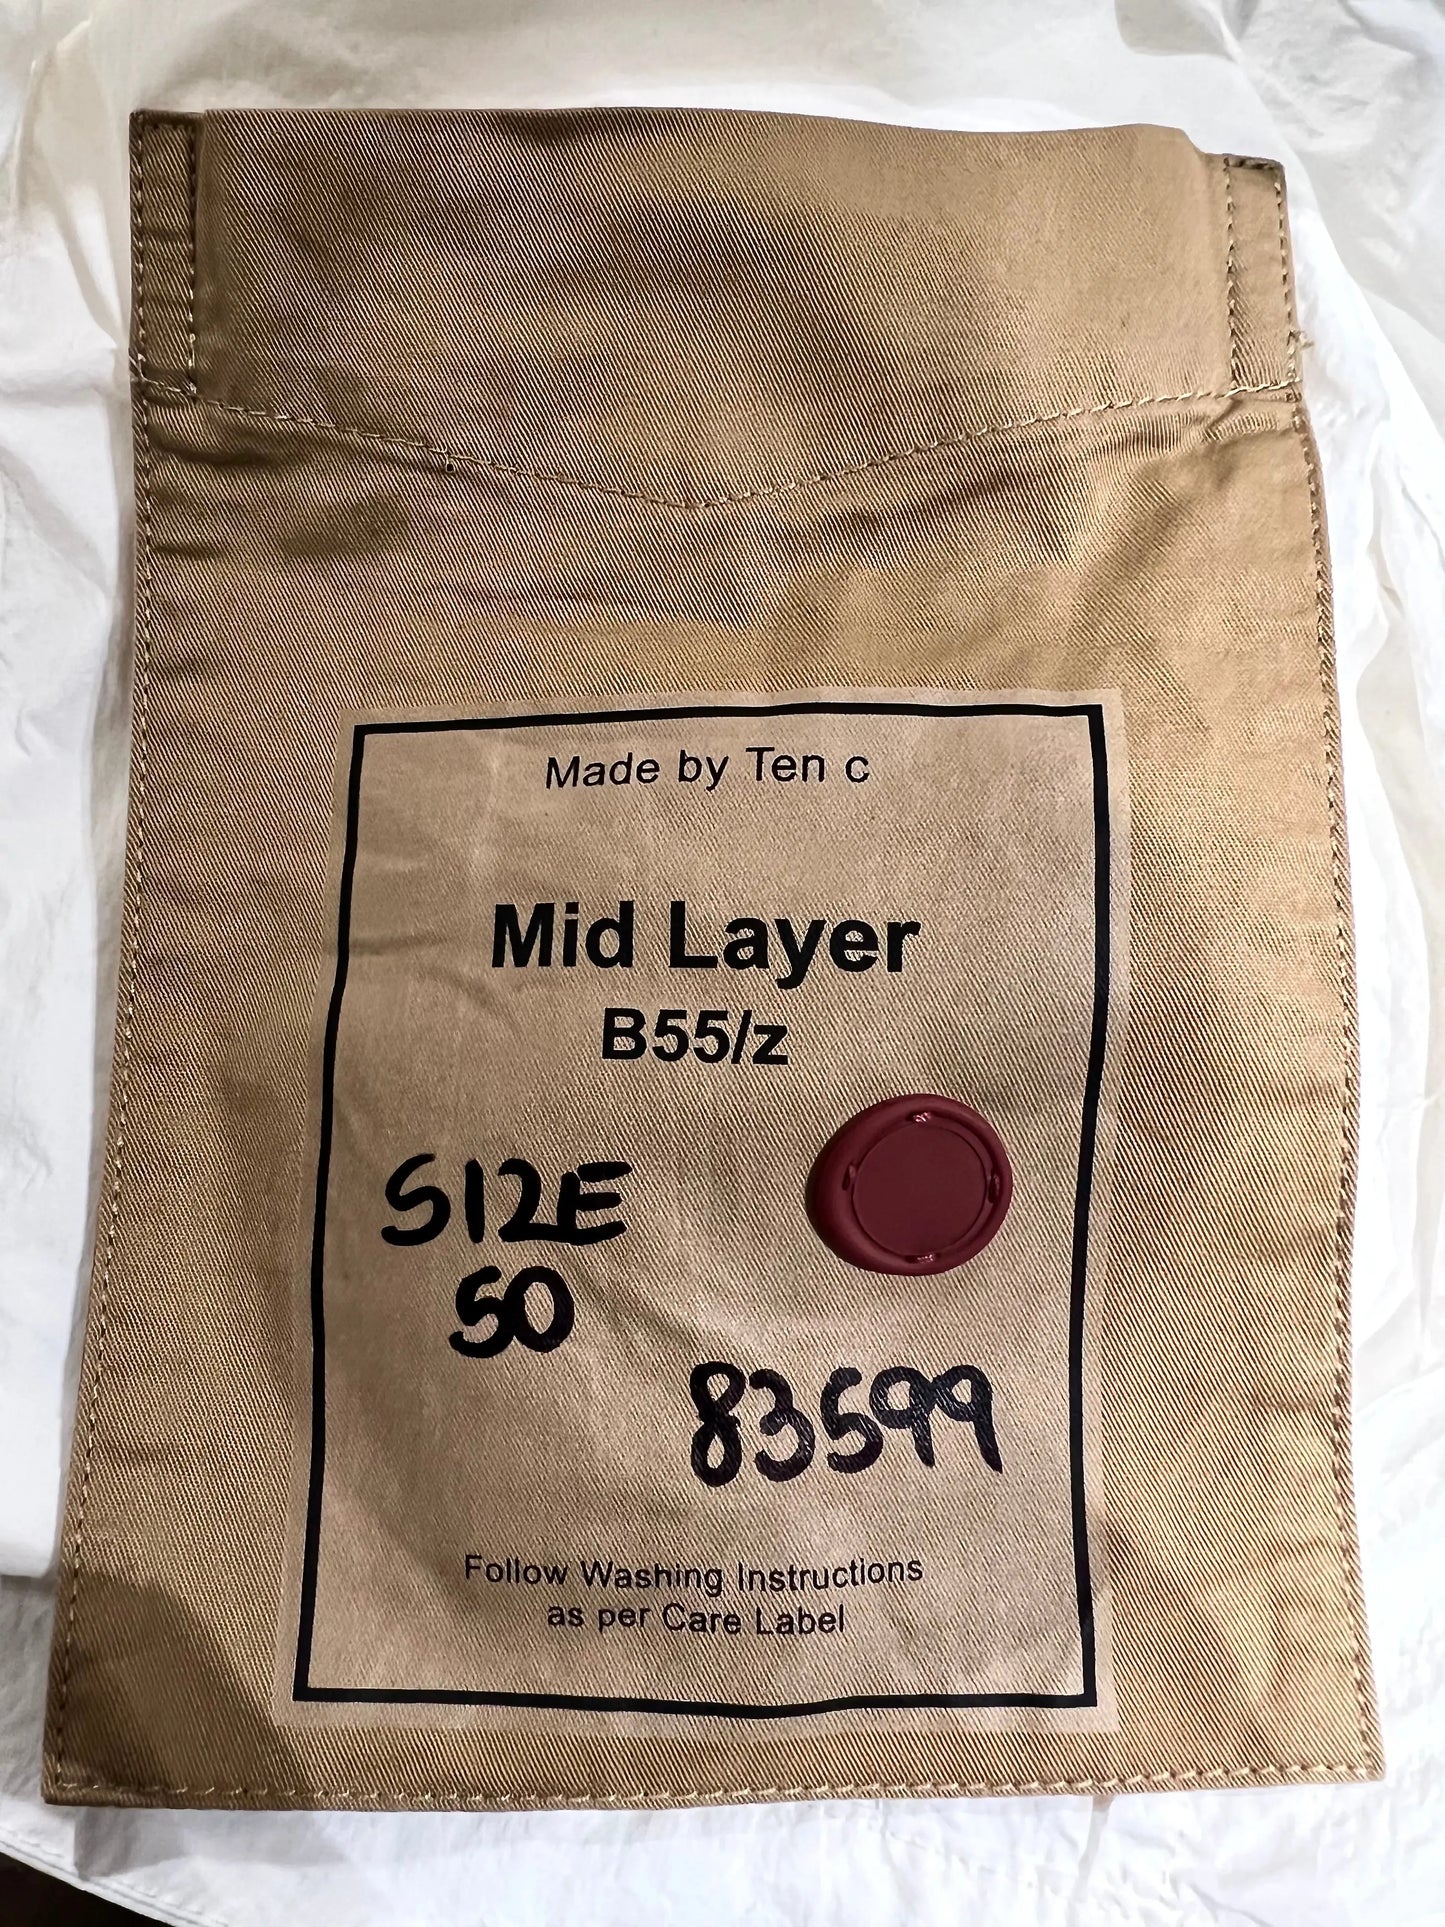 Made by Ten c
Mid Layer
B55/z
SIZE
50
83599
Follow Washing Instructions
as per Care Label